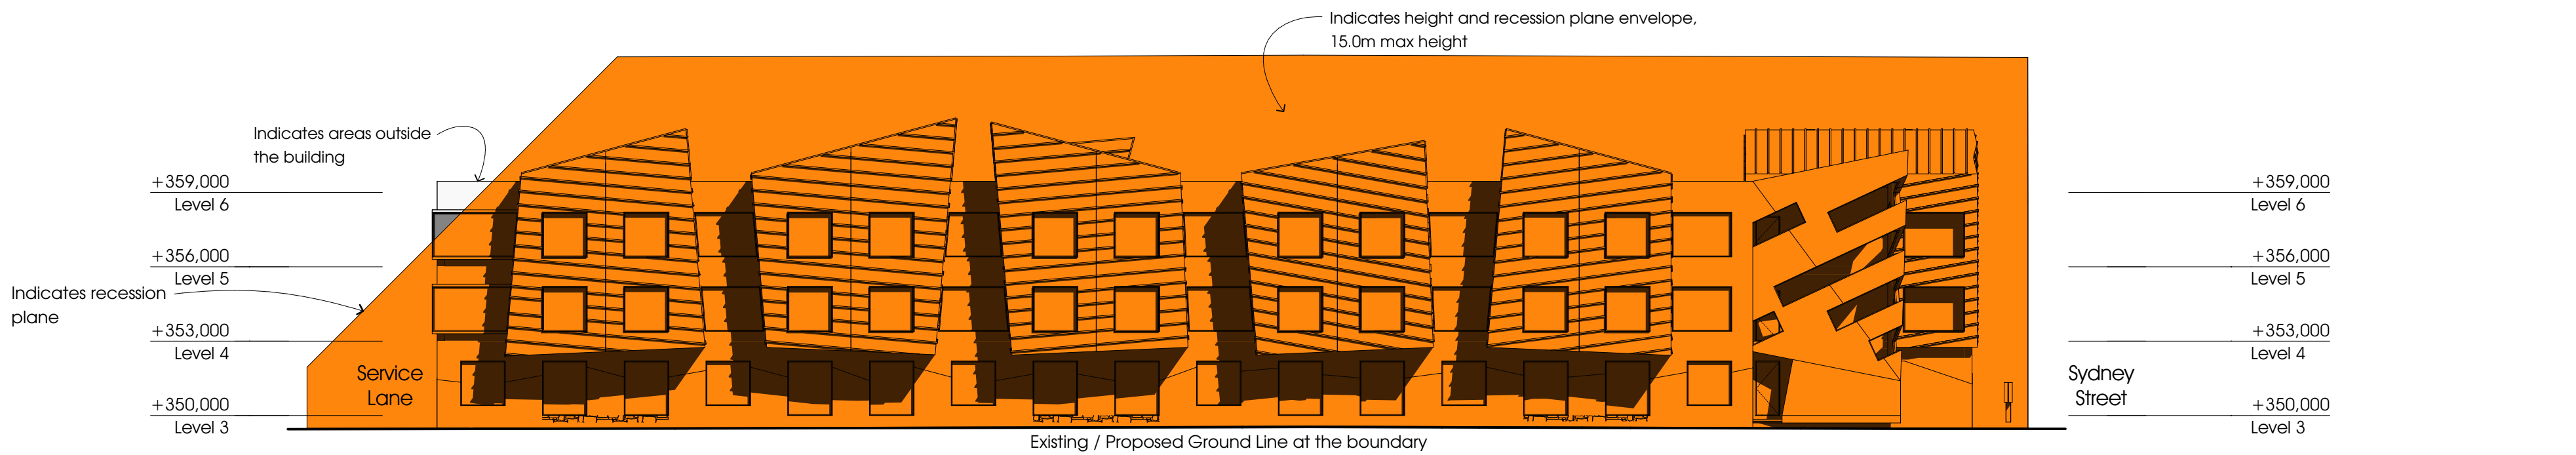 Indicates height and recession plane envelope,
15.0m max height
Indicates areas outside
the building
+359,000
Level 6
+356,000
Level 5
Indicates recession
plane
+353,000
Level 4
Service
Lane
+350,000
Level 3
+359,000
Level 6
+356,000
Level 5
+353,000
Level 4
Sydney
Street
+350,000
Level 3
Existing / Proposed Ground Line at the boundary